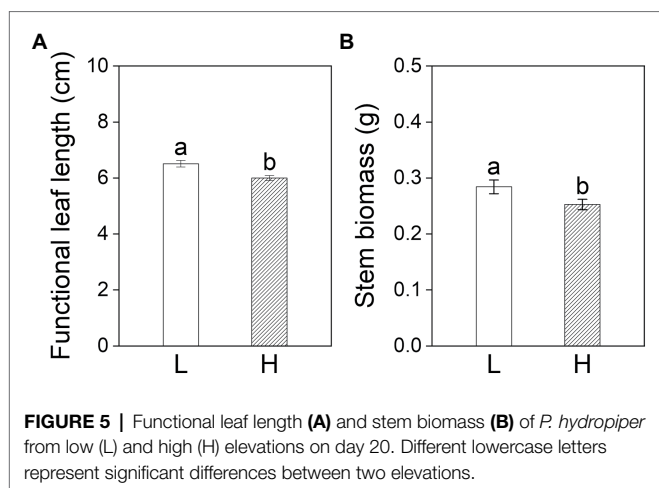 A
Functional leaf length (cm)
10
8
6
4
2
0
a
b
L
H
B
Stem biomass (g)
0.5
0.4
0.3
0.2
0.1
0.0
a
b
L
H
FIGURE 5 | Functional leaf length (A) and stem biomass (B) of P. hydropiper
from low (L) and high (H) elevations on day 20. Different lowercase letters
represent significant differences between two elevations.